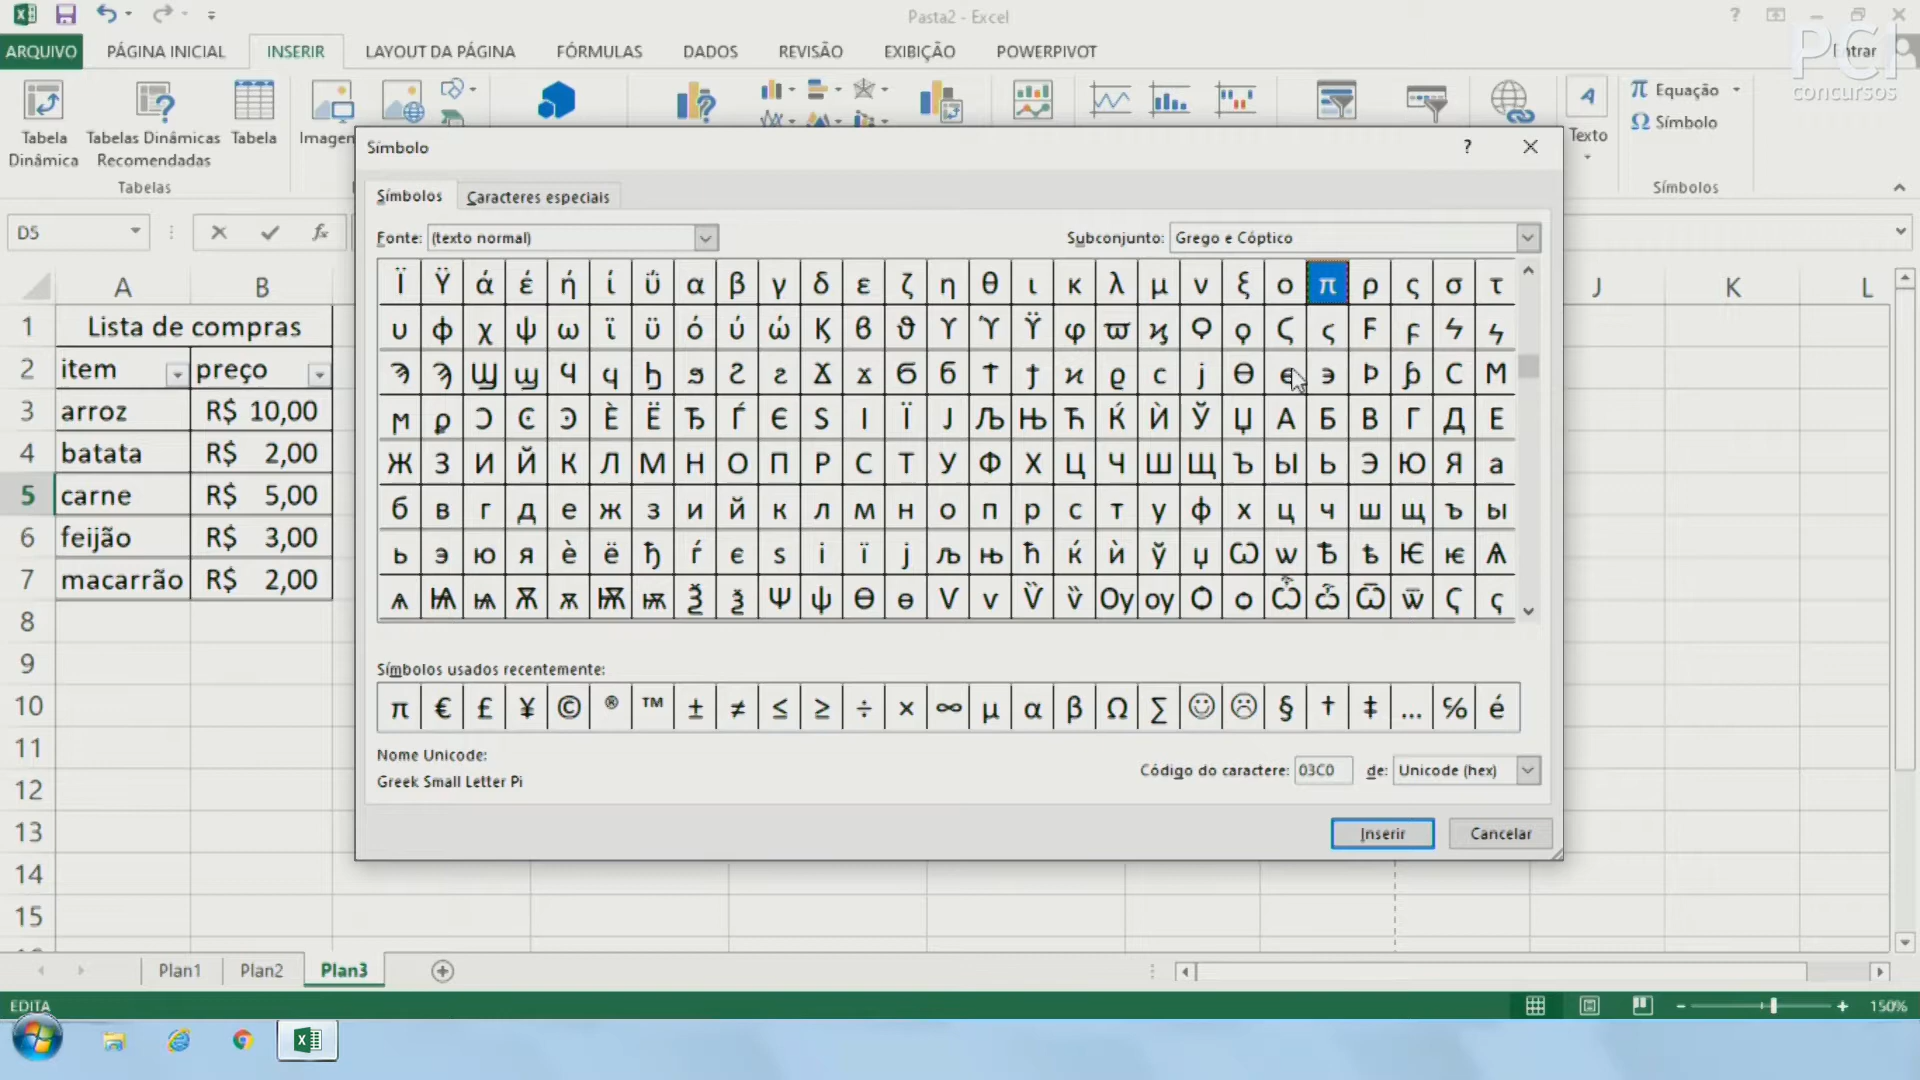 Pasta2 - Excel
?
ARQUIVO PÁGINA INICIAL INSERIR LAYOUT DA PÁGINA FÓRMULAS DADOS REVISÃO EXIBIÇÃO POWERPIVOT Entrar
PCi
concursos
Tabela
Dinâmica
Tabelas Dinâmicas
Recomendadas
Tabela
Imagen
Texto
π Equação
Ω Símbolo
Tabelas
Símbolos
Símbolo
?
Símbolos Caracteres especiais
Fonte: (texto normal)
Subconjunto: Grego e Cóptico
D5
fx
A B J K L
1 Lista de compras
2 item preço
3 arroz R$ 10,00
4 batata R$ 2,00
5 carne R$ 5,00
6 feijão R$ 3,00
7 macarrão R$ 2,00
8
9
10
11
12
13
14
15
Ϊ Ϋ ά έ ή ί ΰ α β γ δ ε ζ η θ ι κ λ μ ν ξ ο π ρ ς σ τ
υ φ χ ψ ω ϊ ϋ ό ύ ώ Ϗ ϐ ϑ ϒ ϓ ϔ ϕ ϖ ϗ Ϙ ϙ Ϛ ϛ Ϝ ϝ Ϟ ϟ
Ϡ ϡ Ϣ ϣ Ϥ ϥ Ϧ ϧ Ϩ ϩ Ϫ ϫ Ϭ ϭ Ϯ ϯ ϰ ϱ ϲ ϳ ϴ ϵ ϶ Ϸ ϸ Ϲ Ϻ
ϻ ϼ Ͻ Ͼ Ͽ Ѐ Ё Ђ Ѓ Є Ѕ І Ї Ј Љ Њ Ћ Ќ Ѝ Ў Џ А Б В Г Д Е
Ж З И Й К Л М Н О П Р С Т У Ф Х Ц Ч Ш Щ Ъ Ы Ь Э Ю Я а
б в г д е ж з и й к л м н о п р с т у ф х ц ч ш щ ъ ы
ь э ю я ѐ ё ђ ѓ є ѕ і ї ј љ њ ћ ќ ѝ ў џ Ѡ ѡ Ѣ ѣ Ѥ ѥ Ѧ
ѧ Ѩ ѩ Ѫ ѫ Ѭ ѭ Ѯ ѯ Ѱ ѱ Ѳ ѳ Ѵ ѵ Ѷ ѷ Ѹ ѹ Ѻ ѻ Ѽ ѽ Ѿ ѿ Ҁ ҁ
Símbolos usados recentemente:
π € £ ¥ © ® ™ ± ≠ ≤ ≥ ÷ × ∞ µ α β Ω ∑ ☺ ☹ § † ‡ … ℅ é
Nome Unicode:
Greek Small Letter Pi
Código do caractere: 03C0 de: Unicode (hex)
Inserir Cancelar
Plan1 Plan2 Plan3
EDITA
150%